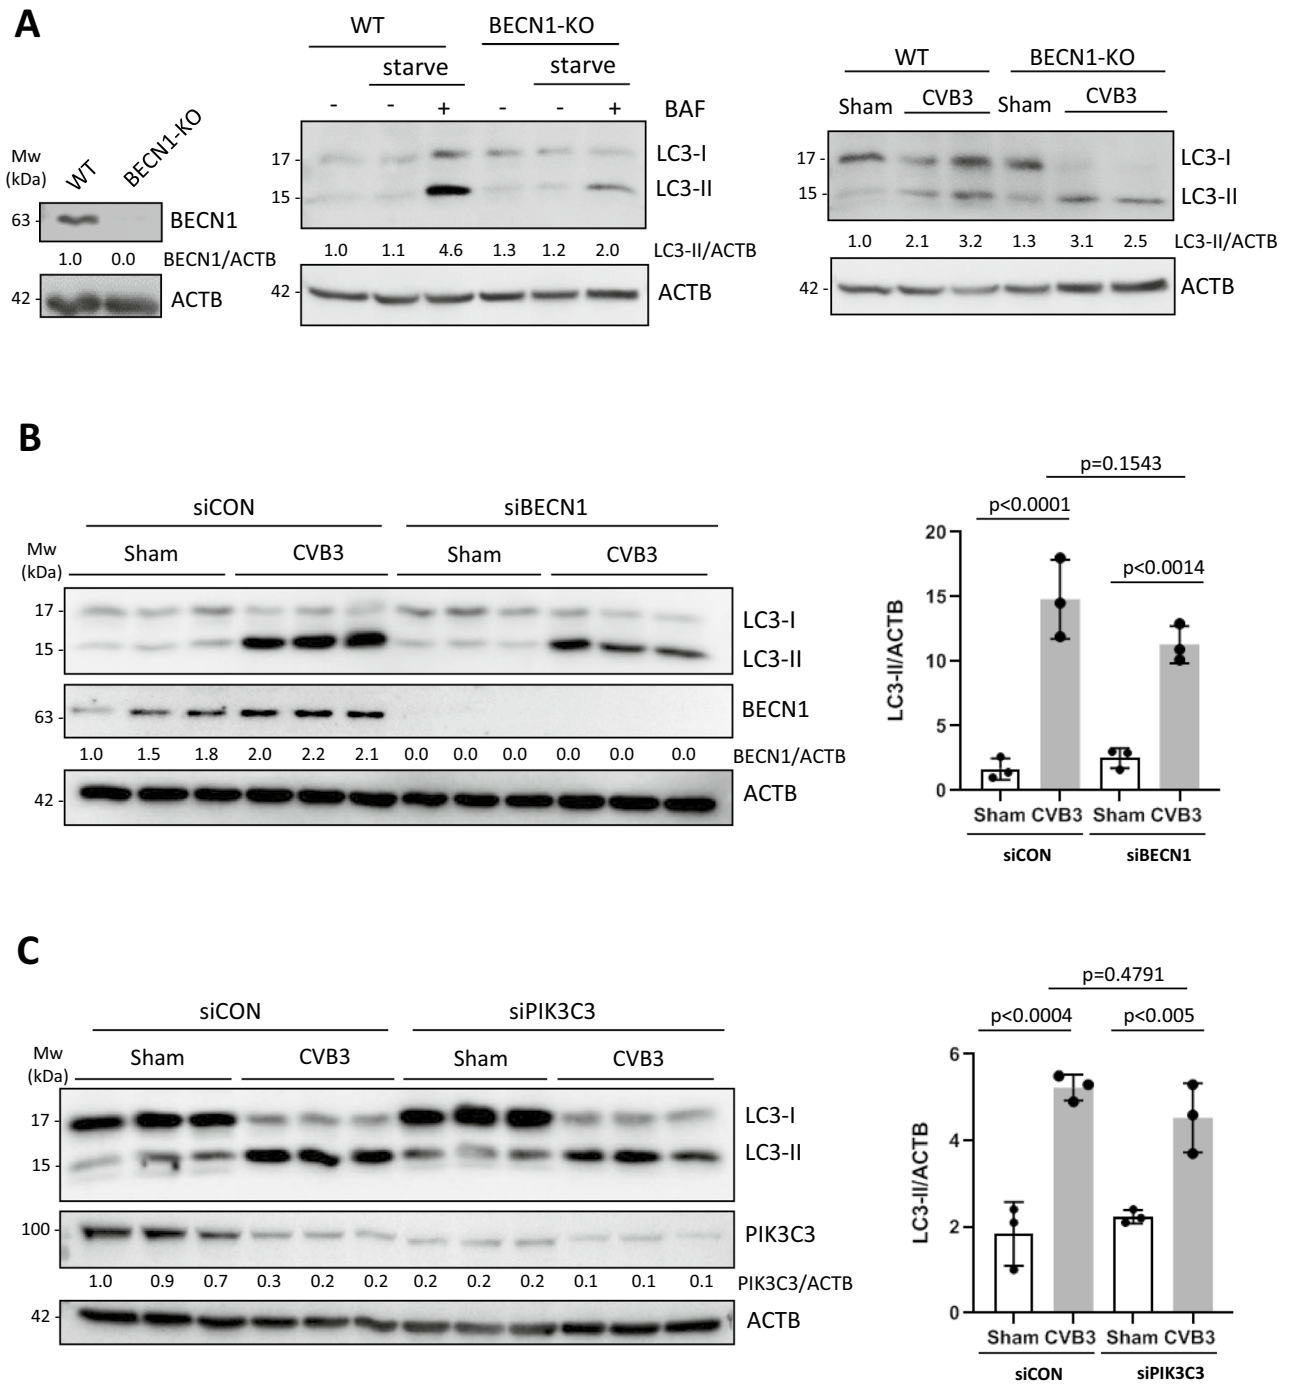 A
WT BECN1-KO
starve starve
- - + - - + BAF
Mw
(kDa)
WT BECN1-KO
63 - BECN1
1.0 0.0 BECN1/ACTB
42 - ACTB
17 - LC3-I
15 - LC3-II
1.0 1.1 4.6 1.3 1.2 2.0 LC3-II/ACTB
42 - ACTB
WT BECN1-KO
Sham CVB3 Sham CVB3
17 - LC3-I
15 - LC3-II
1.0 2.1 3.2 1.3 3.1 2.5 LC3-II/ACTB
42 - ACTB
B
siCON siBECN1
Mw
(kDa)
Sham CVB3 Sham CVB3
17 - LC3-I
15 - LC3-II
63 - BECN1
1.0 1.5 1.8 2.0 2.2 2.1 0.0 0.0 0.0 0.0 0.0 0.0 BECN1/ACTB
42 - ACTB
p=0.1543
p<0.0001
p<0.0014
LC3-II/ACTB
20
15
10
5
0
Sham CVB3 Sham CVB3
siCON siBECN1
C
siCON siPIK3C3
Mw
(kDa)
Sham CVB3 Sham CVB3
17 - LC3-I
15 - LC3-II
100 - PIK3C3
1.0 0.9 0.7 0.3 0.2 0.2 0.2 0.2 0.2 0.1 0.1 0.1 PIK3C3/ACTB
42 - ACTB
p=0.4791
p<0.0004 p<0.005
LC3-II/ACTB
6
4
2
0
Sham CVB3 Sham CVB3
siCON siPIK3C3